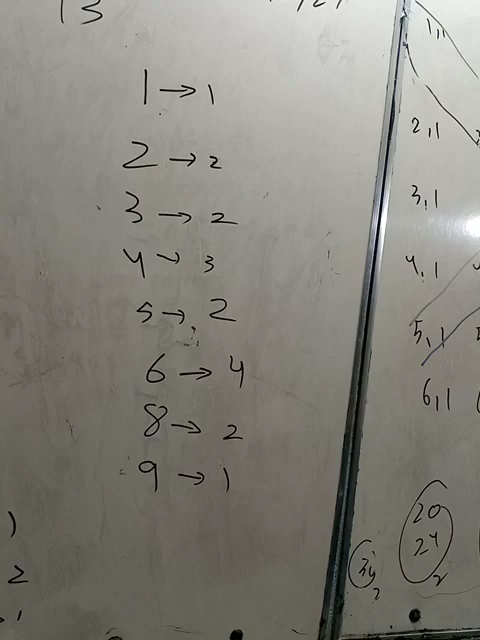 13
1 → 1
2 → 2
3 → 2
4 → 3
5 → 2
6 → 4
8 → 2
9 → 1
2
1,1
2,1
3,1
4,1
5,1
6,1
20
24
2